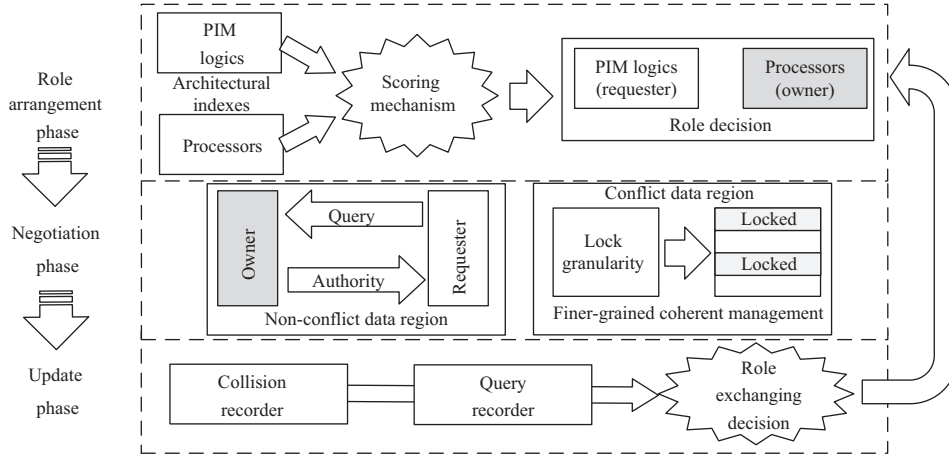 Role
arrangement
phase
PIM
logics
Architectural
indexes
Processors
Scoring
mechanism
PIM logics
(requester)
Processors
(owner)
Role decision
Negotiation
phase
Owner
Query
Authority
Requester
Non-conflict data region
Conflict data region
Lock
granularity
Locked
Locked
Finer-grained coherent management
Update
phase
Collision
recorder
Query
recorder
Role
exchanging
decision